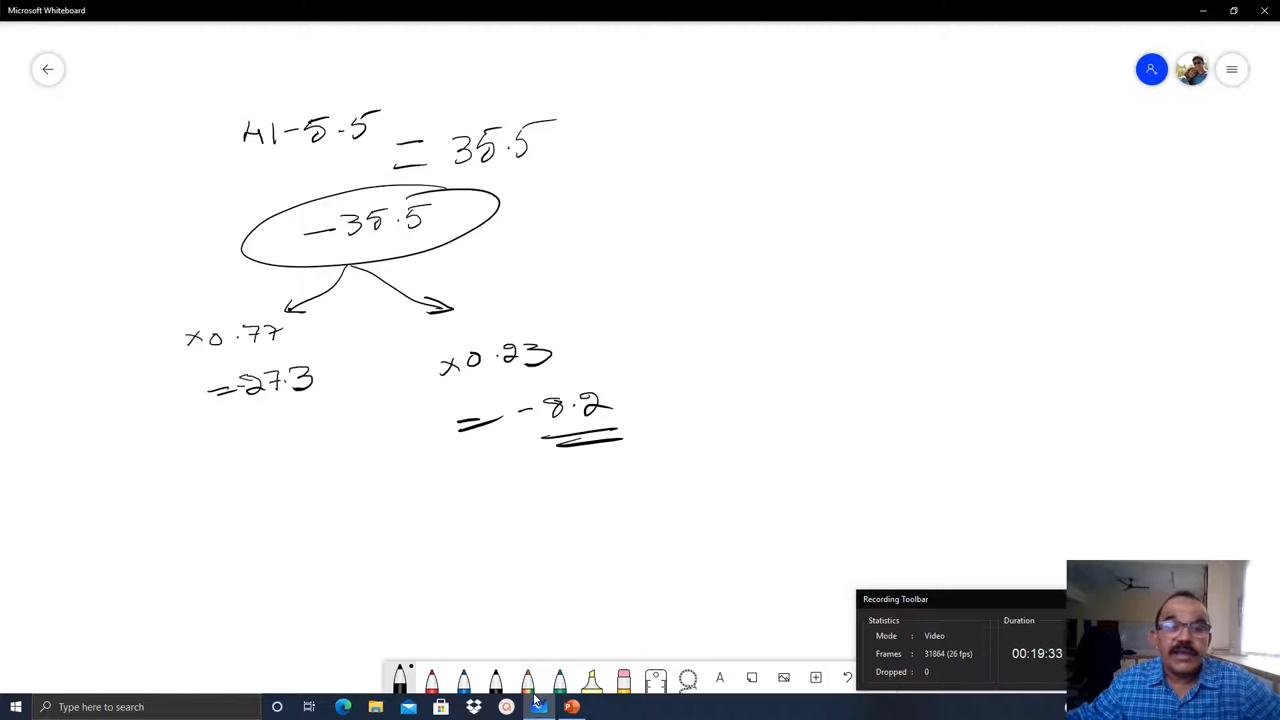 Microsoft Whiteboard
41-5.5
= 35.5
-35.5
×0.77
=-27.3
×0.23
= -8.2
Recording Toolbar
Statistics
Duration
Mode : Video
Frames : 31864 (26 fps)
00:19:33
Dropped : 0
A
Type here to search